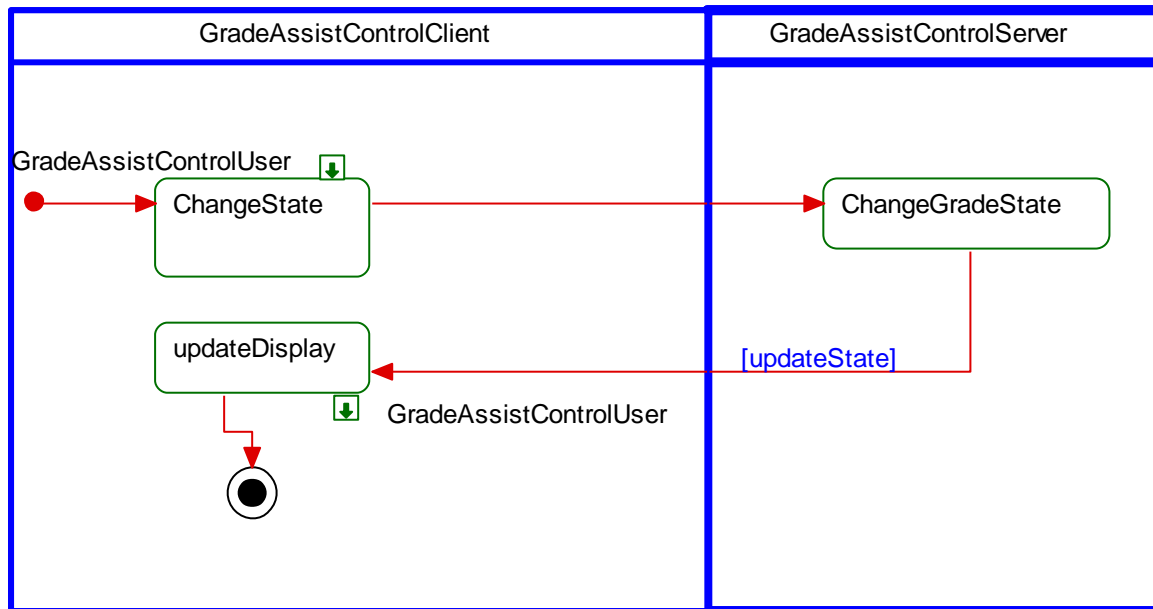 GradeAssistControlClient
GradeAssistControlServer
GradeAssistControlUser
ChangeState
ChangeGradeState
updateDisplay
[updateState]
GradeAssistControlUser